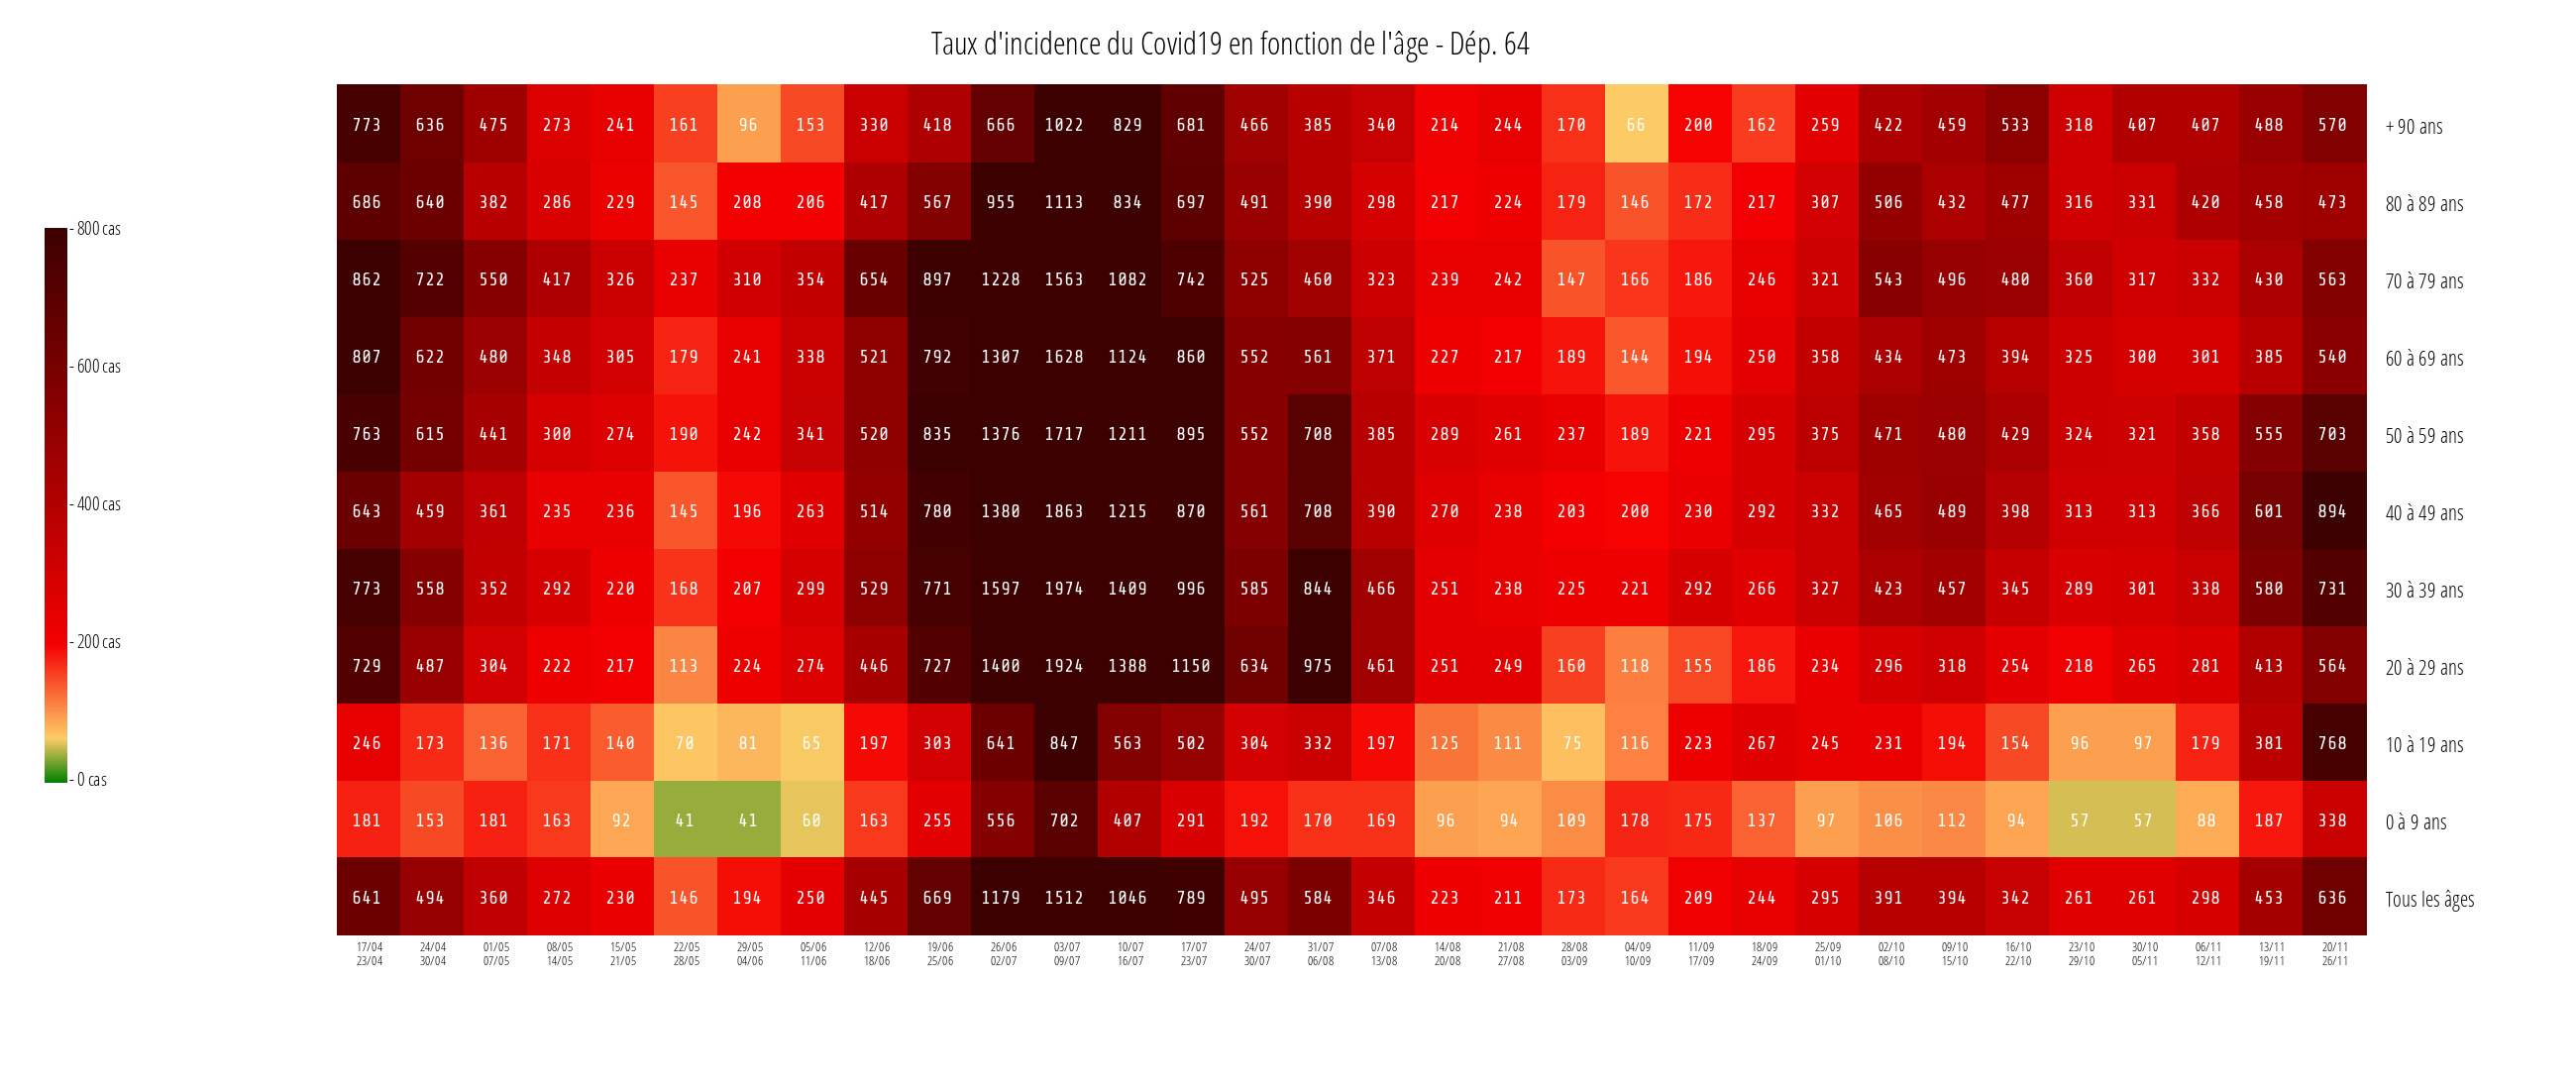 Taux d'incidence du Covid19 en fonction de l'âge - Dép. 64
- 800 cas
- 600 cas
- 400 cas
- 200 cas
- 0 cas
773 636 475 273 241 161 96 153 330 418 666 1022 829 681 466 385 340 214 244 170 66 200 162 259 422 459 533 318 407 407 488 570 + 90 ans
686 640 382 286 229 145 208 206 417 567 955 1113 834 697 491 390 298 217 224 179 146 172 217 307 506 432 477 316 331 420 458 473 80 à 89 ans
862 722 550 417 326 237 310 354 654 897 1228 1563 1082 742 525 460 323 239 242 147 166 186 246 321 543 496 480 360 317 332 430 563 70 à 79 ans
807 622 480 348 305 179 241 338 521 792 1307 1628 1124 860 552 561 371 227 217 189 144 194 250 358 434 473 394 325 300 301 385 540 60 à 69 ans
763 615 441 300 274 190 242 341 520 835 1376 1717 1211 895 552 708 385 289 261 237 189 221 295 375 471 480 429 324 321 358 555 703 50 à 59 ans
643 459 361 235 236 145 196 263 514 780 1380 1863 1215 870 561 708 390 270 238 203 200 230 292 332 465 489 398 313 313 366 601 894 40 à 49 ans
773 558 352 292 220 168 207 299 529 771 1597 1974 1409 996 585 844 466 251 238 225 221 292 266 327 423 457 345 289 301 338 580 731 30 à 39 ans
729 487 304 222 217 113 224 274 446 727 1400 1924 1388 1150 634 975 461 251 249 160 118 155 186 234 296 318 254 218 265 281 413 564 20 à 29 ans
246 173 136 171 140 70 81 65 197 303 641 847 563 502 304 332 197 125 111 75 116 223 267 245 231 194 154 96 97 179 381 768 10 à 19 ans
181 153 181 163 92 41 41 60 163 255 556 702 407 291 192 170 169 96 94 109 178 175 137 97 106 112 94 57 57 88 187 338 0 à 9 ans
641 494 360 272 230 146 194 250 445 669 1179 1512 1046 789 495 584 346 223 211 173 164 209 244 295 391 394 342 261 261 298 453 636 Tous les âges
17/04 24/04 01/05 08/05 15/05 22/05 29/05 05/06 12/06 19/06 26/06 03/07 10/07 17/07 24/07 31/07 07/08 14/08 21/08 28/08 04/09 11/09 18/09 25/09 02/10 09/10 16/10 23/10 30/10 06/11 13/11 20/11
23/04 30/04 07/05 14/05 21/05 28/05 04/06 11/06 18/06 25/06 02/07 09/07 16/07 23/07 30/07 06/08 13/08 20/08 27/08 03/09 10/09 17/09 24/09 01/10 08/10 15/10 22/10 29/10 05/11 12/11 19/11 26/11